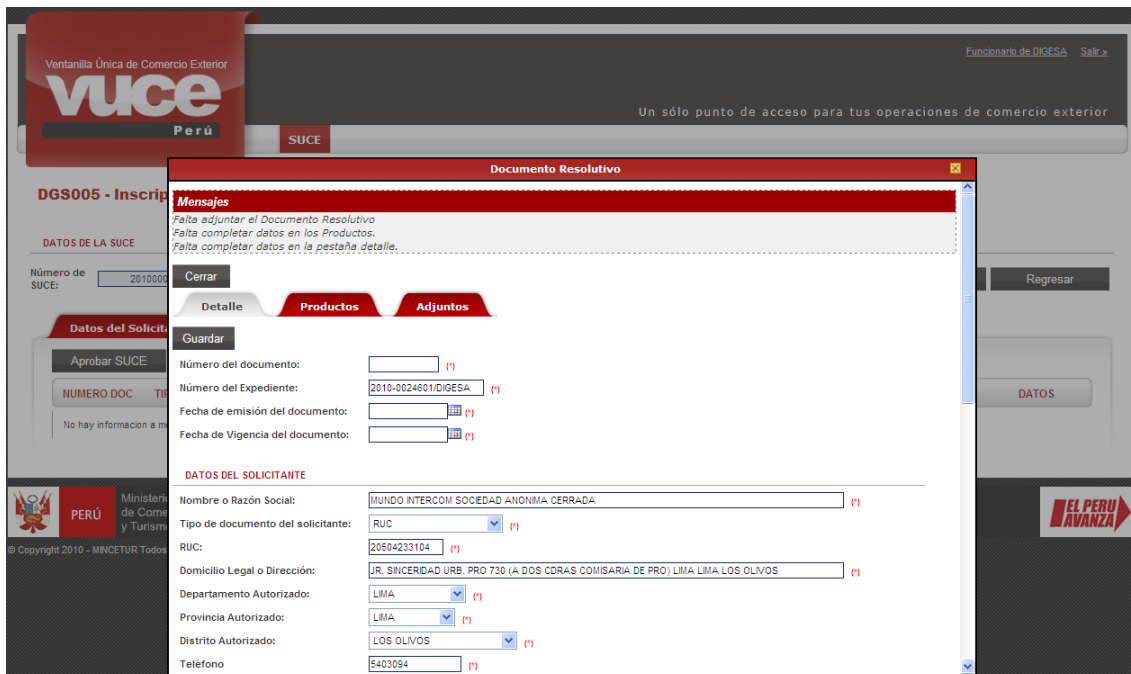 Ventanilla Única de Comercio Exterior
vuce
Perú
Funcionario de DIGESA Salir »
Un sólo punto de acceso para tus operaciones de comercio exterior
SUCE
Documento Resolutivo
DGS005 - Inscrip
Mensajes
Falta adjuntar el Documento Resolutivo
Falta completar datos en los Productos.
Falta completar datos en la pestaña detalle.
DATOS DE LA SUCE
Número de SUCE: 2010000
Cerrar
Regresar
Detalle Productos Adjuntos
Datos del Solicita
Guardar
Aprobar SUCE
Número del documento: (*)
Número del Expediente: 2010-0024601/DIGESA (*)
NUMERO DOC TIP
DATOS
Fecha de emisión del documento: (*)
No hay informacion a m
Fecha de Vigencia del documento: (*)
DATOS DEL SOLICITANTE
Nombre o Razón Social: MUNDO INTERCOM SOCIEDAD ANONIMA CERRADA (*)
Tipo de documento del solicitante: RUC (*)
RUC: 20504233104 (*)
Domicilio Legal o Dirección: JR. SINCERIDAD URB. PRO 730 (A DOS CDRAS COMISARIA DE PRO) LIMA LIMA LOS OLIVOS (*)
Departamento Autorizado: LIMA (*)
Provincia Autorizado: LIMA (*)
Distrito Autorizado: LOS OLIVOS (*)
Teléfono 5403094 (*)
PERÚ
Ministeri
de Come
y Turism
EL PERU
AVANZA
© Copyright 2010 - MINCETUR Todos